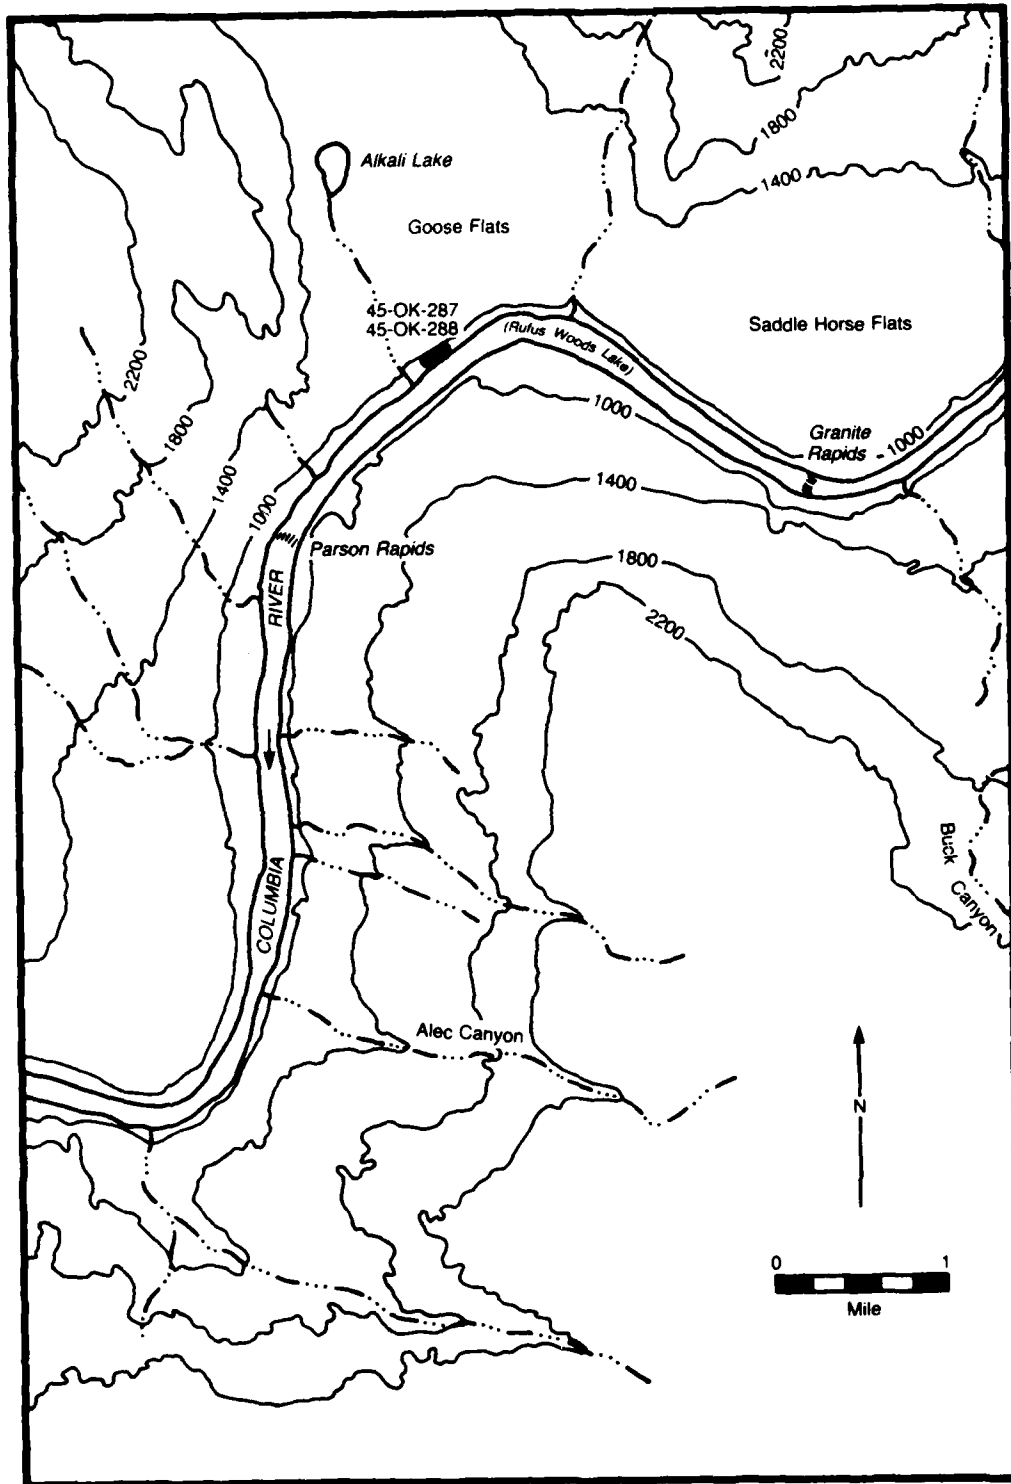 2200
1800
1400
Alkali Lake
Goose Flats
45-OK-287
45-OK-288
(Rufus Woods Lake)
Saddle Horse Flats
2200
1800
1400
1000
1000
Granite
Rapids
1000
1400
Parson Rapids
1800
2200
RIVER
COLUMBIA
Buck Canyon
Alec Canyon
N
0 1
Mile